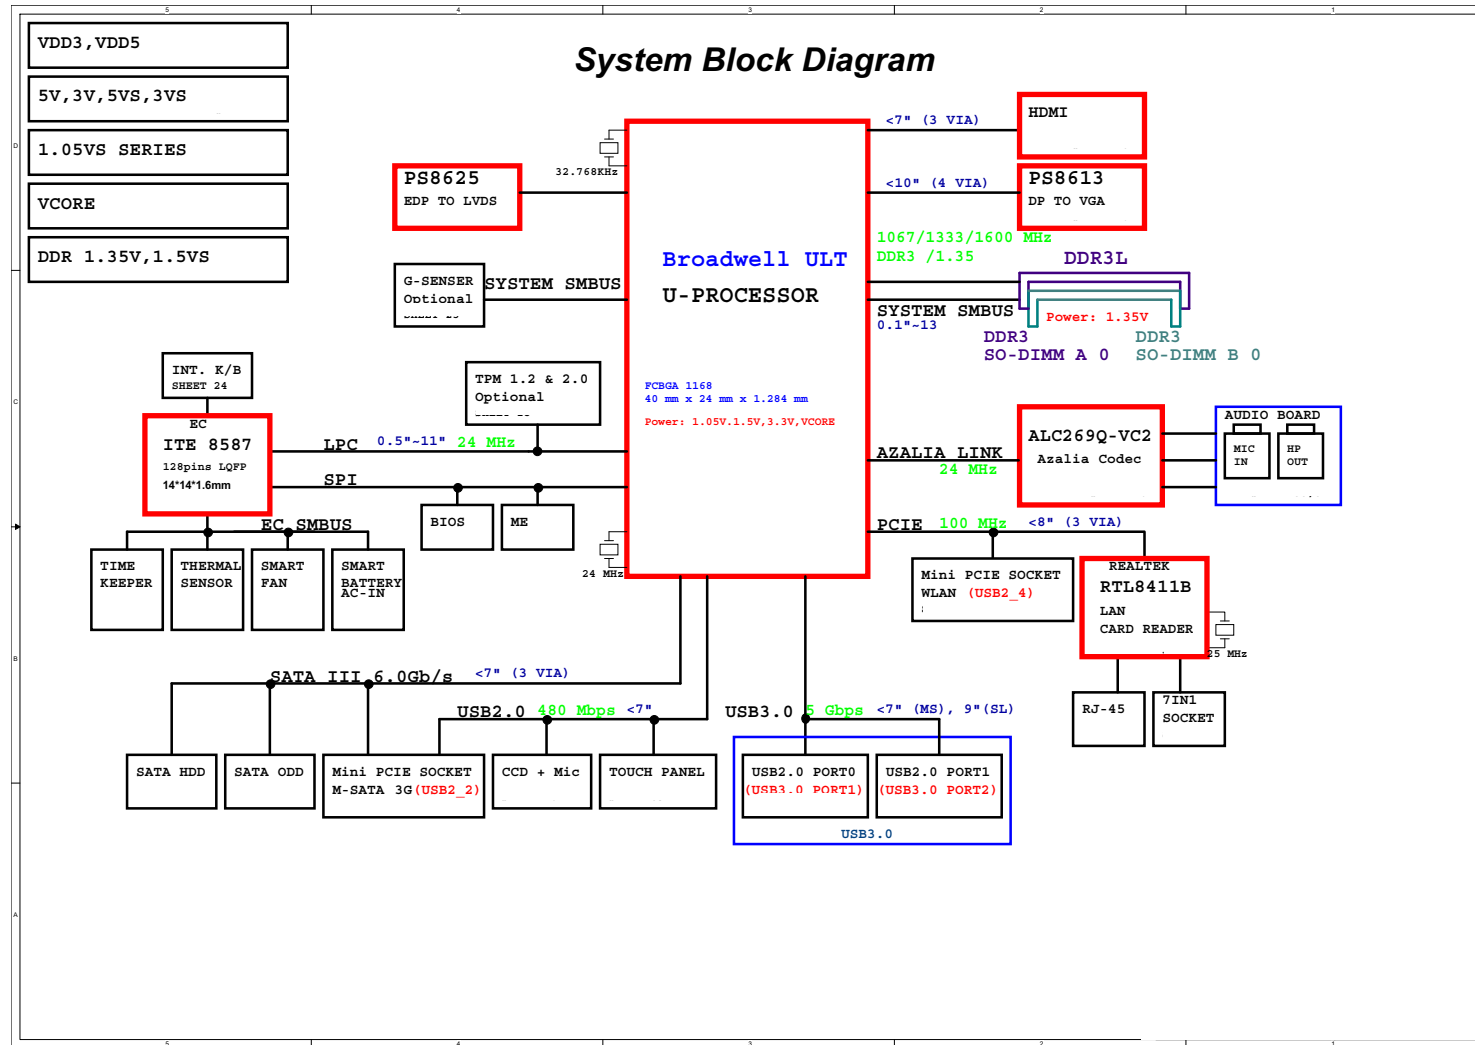 5 4 3 2 1
System Block Diagram
VDD3,VDD5
5V,3V,5VS,3VS
1.05VS SERIES
VCORE
DDR 1.35V,1.5VS
D
C
B
A
32.768KHz
PS8625
EDP TO LVDS
<7" (3 VIA)
HDMI
<10" (4 VIA)
PS8613
DP TO VGA
1067/1333/1600 MHz
DDR3 /1.35
DDR3L
Broadwell ULT
U-PROCESSOR
G-SENSER
Optional
SYSTEM SMBUS
SYSTEM SMBUS
0.1"~13
Power: 1.35V
DDR3
SO-DIMM A 0
DDR3
SO-DIMM B 0
INT. K/B
SHEET 24
TPM 1.2 & 2.0
Optional
FCBGA 1168
40 mm x 24 mm x 1.284 mm
Power: 1.05V.1.5V,3.3V,VCORE
EC
ITE 8587
128pins LQFP
14*14*1.6mm
LPC 0.5"~11" 24 MHz
SPI
BIOS
ME
AZALIA LINK
24 MHz
ALC269Q-VC2
Azalia Codec
AUDIO BOARD
MIC
IN
HP
OUT
EC SMBUS
TIME
KEEPER
THERMAL
SENSOR
SMART
FAN
SMART
BATTERY
AC-IN
24 MHz
PCIE 100 MHz <8" (3 VIA)
Mini PCIE SOCKET
WLAN (USB2_4)
REALTEK
RTL8411B
LAN
CARD READER
25 MHz
RJ-45
7IN1
SOCKET
SATA III 6.0Gb/s <7" (3 VIA)
USB2.0 480 Mbps <7"
USB3.0 5 Gbps <7" (MS), 9"(SL)
SATA HDD
SATA ODD
Mini PCIE SOCKET
M-SATA 3G(USB2_2)
CCD + Mic
TOUCH PANEL
USB2.0 PORT0
(USB3.0 PORT1)
USB2.0 PORT1
(USB3.0 PORT2)
USB3.0
5 4 3 2 1